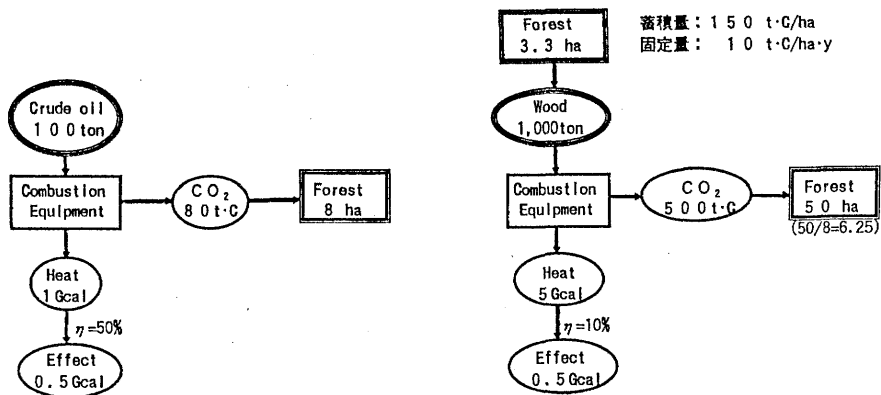 Crude oil
100ton
Combustion
Equipment
CO₂
80t·C
Forest
8 ha
Heat
1Gcal
η=50%
Effect
0.5Gcal
Forest
3.3 ha
蓄積量：150 t·C/ha
固定量： 10 t·C/ha·y
Wood
1,000ton
Combustion
Equipment
CO₂
500t·C
Forest
50 ha
(50/8=6.25)
Heat
5Gcal
η=10%
Effect
0.5Gcal